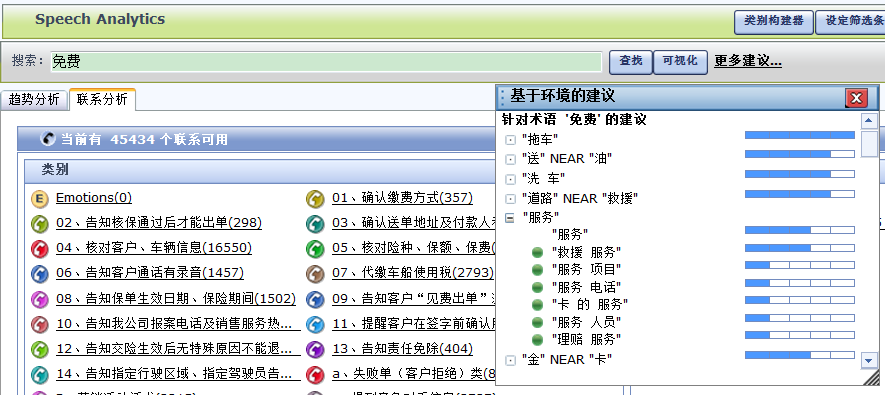 Speech Analytics
类别构建器 设定筛选条
搜索: 免费 查找 可视化 更多建议...
趋势分析 联系分析
当前有 45434 个联系可用
类别
Emotions(0) 01、确认缴费方式(357)
02、告知核保通过后才能出单(298) 03、确认送单地址及付款人
04、核对客户、车辆信息(16550) 05、核对险种、保额、保费(
06、告知客户通话有录音(1457) 07、代缴车船使用税(2793)
08、告知保单生效日期、保险期间(1502) 09、告知客户“见费出单”
10、告知我公司报案电话及销售服务热... 11、提醒客户在签字前确认
12、告知交险生效后无特殊原因不能退... 13、告知责任免除(404)
14、告知指定行驶区域、指定驾驶员告... a、失败单（客户拒绝）类(8
基于环境的建议
针对术语 '免费' 的建议
"拖车"
"送" NEAR "油"
"洗 车"
"道路" NEAR "救援"
"服务"
"服务"
"救援 服务"
"服务 项目"
"服务 电话"
"卡 的 服务"
"服务 人员"
"理赔 服务"
"金" NEAR "卡"